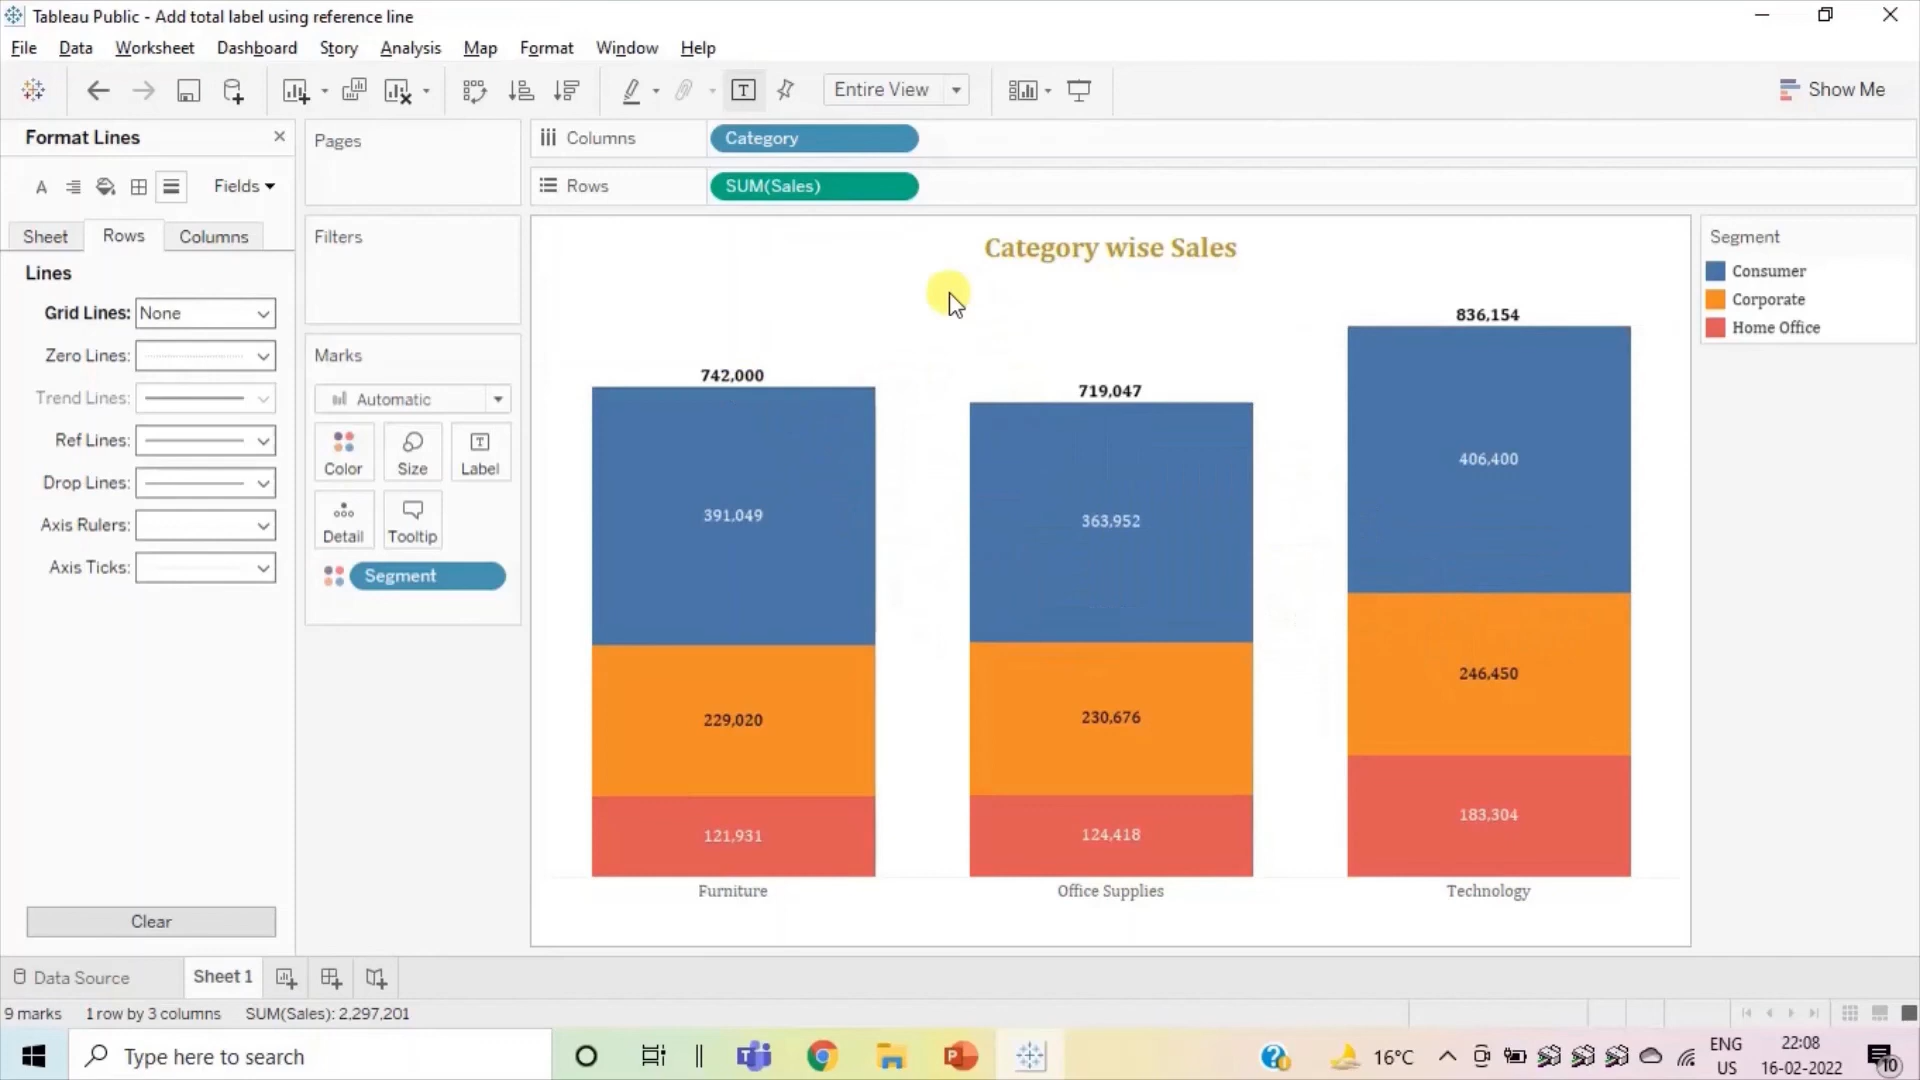 Tableau Public - Add total label using reference line
File Data Worksheet Dashboard Story Analysis Map Format Window Help
Entire View
Show Me
Format Lines
Fields
Sheet Rows Columns
Lines
Grid Lines: None
Zero Lines:
Trend Lines:
Ref Lines:
Drop Lines:
Axis Rulers:
Axis Ticks:
Clear
Pages
Filters
Marks
Automatic
Color Size Label
Detail Tooltip
Segment
Columns Category
Rows SUM(Sales)
Category wise Sales
742,000
719,047
836,154
391,049
363,952
406,400
229,020
230,676
246,450
121,931
124,418
183,304
Furniture Office Supplies Technology
Segment
Consumer
Corporate
Home Office
Data Source Sheet 1
9 marks 1 row by 3 columns SUM(Sales): 2,297,201
Type here to search
16°C
ENG
US
22:08
16-02-2022
10